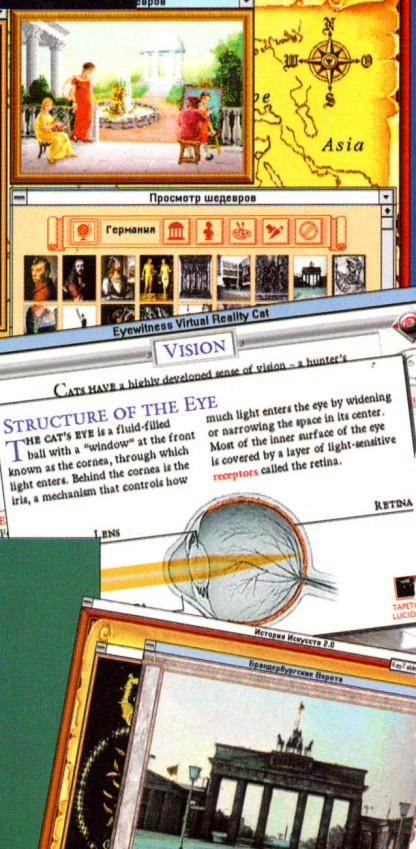 N
W
O
S
Asia
Просмотр шедевров
Германия
Eyewitness Virtual Reality Cat
VISION
CATS HAVE a highly developed sense of vision – a hunter's
STRUCTURE OF THE EYE
THE CAT'S EYE is a fluid-filled
ball with a "window" at the front
known as the cornea, through which
light enters. Behind the cornea is the
iris, a mechanism that controls how
much light enters the eye by widening
or narrowing the space in its center.
Most of the inner surface of the eye
is covered by a layer of light-sensitive
receptors called the retina.
RETINA
LENS
История Искусств 2.0
Брандербургские Ворота